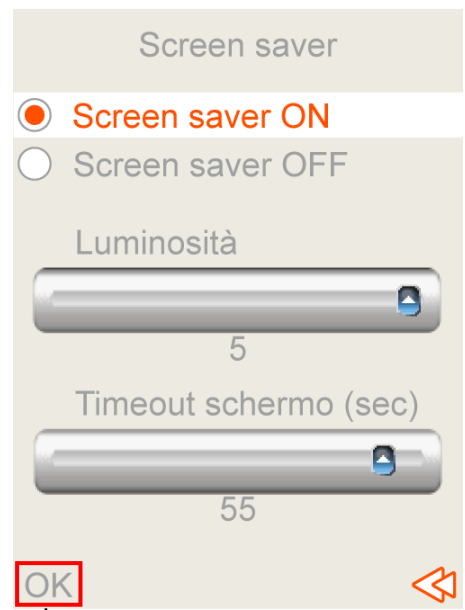 Screen saver
Screen saver ON
Screen saver OFF
Luminosità
5
Timeout schermo (sec)
55
OK